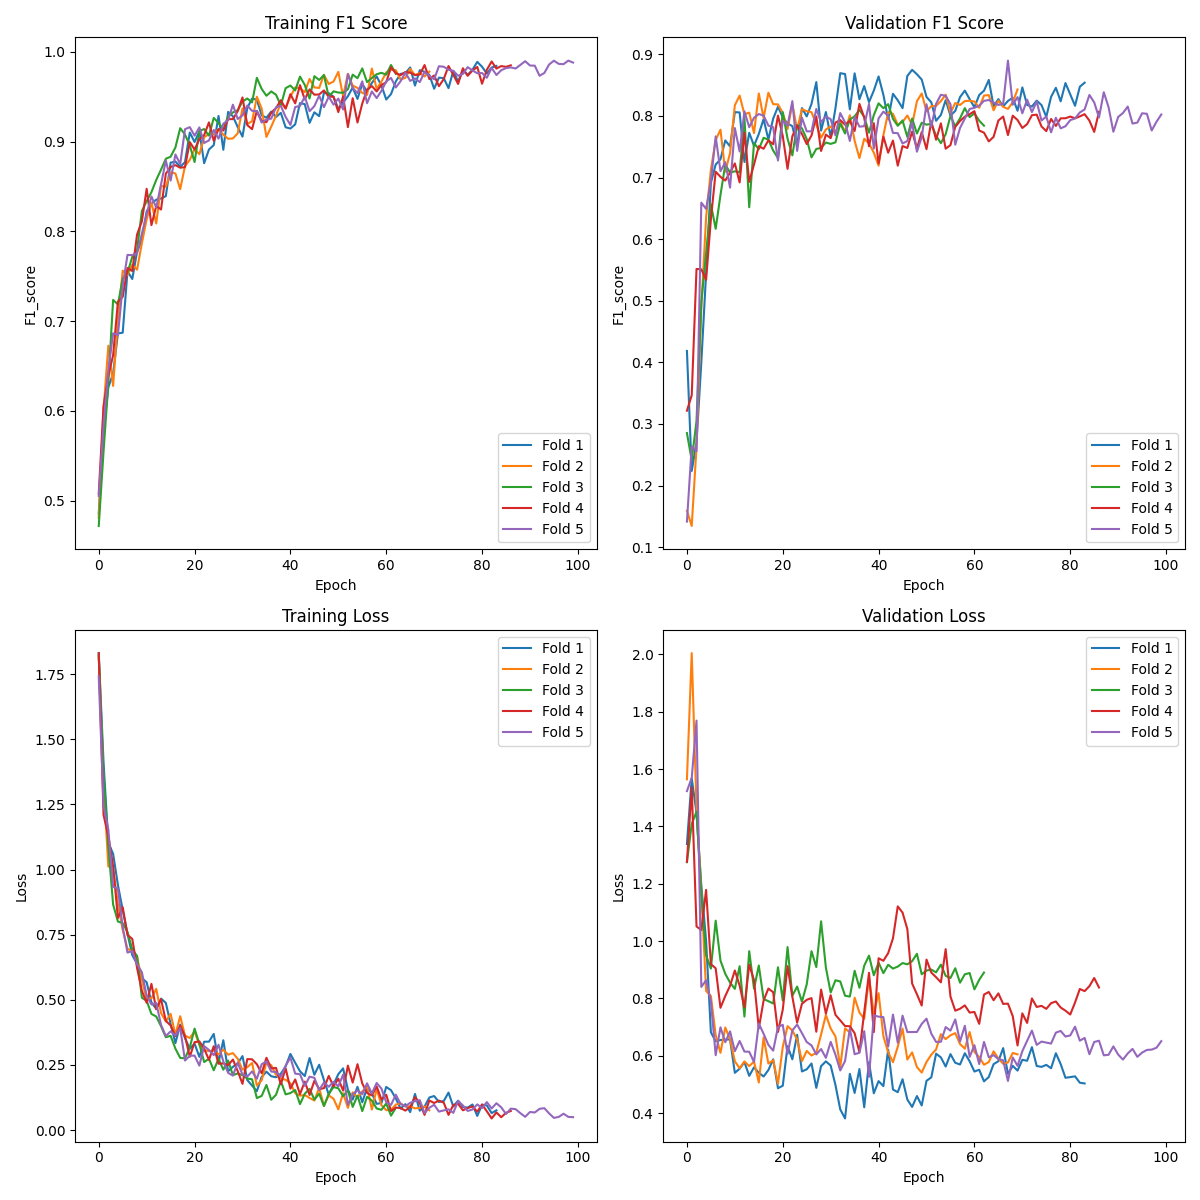 Training F1 Score
1.0
0.9
0.8
0.7
0.6
0.5
F1_score
0 20 40 60 80 100
Epoch
Fold 1
Fold 2
Fold 3
Fold 4
Fold 5
Validation F1 Score
0.9
0.8
0.7
0.6
0.5
0.4
0.3
0.2
0.1
F1_score
0 20 40 60 80 100
Epoch
Fold 1
Fold 2
Fold 3
Fold 4
Fold 5
Training Loss
1.75
1.50
1.25
1.00
0.75
0.50
0.25
0.00
Loss
0 20 40 60 80 100
Epoch
Fold 1
Fold 2
Fold 3
Fold 4
Fold 5
Validation Loss
2.0
1.8
1.6
1.4
1.2
1.0
0.8
0.6
0.4
Loss
0 20 40 60 80 100
Epoch
Fold 1
Fold 2
Fold 3
Fold 4
Fold 5